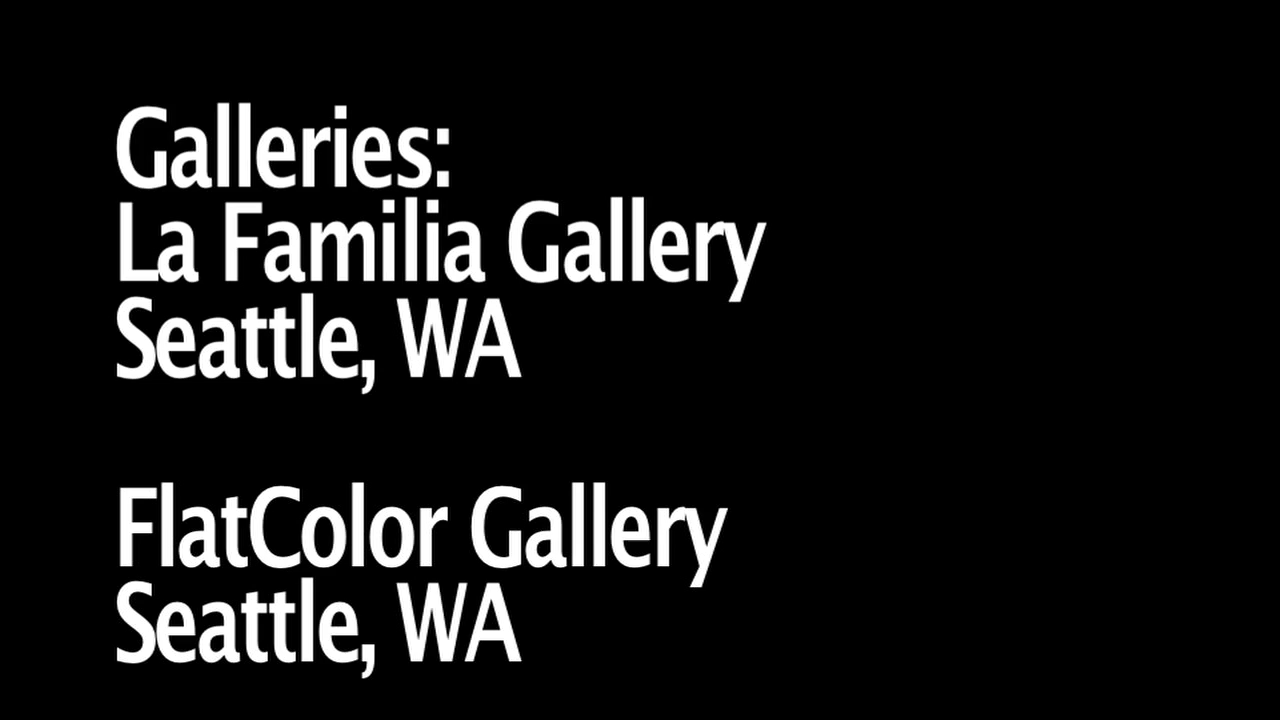 Galleries:
La Familia Gallery
Seattle, WA
FlatColor Gallery
Seattle, WA